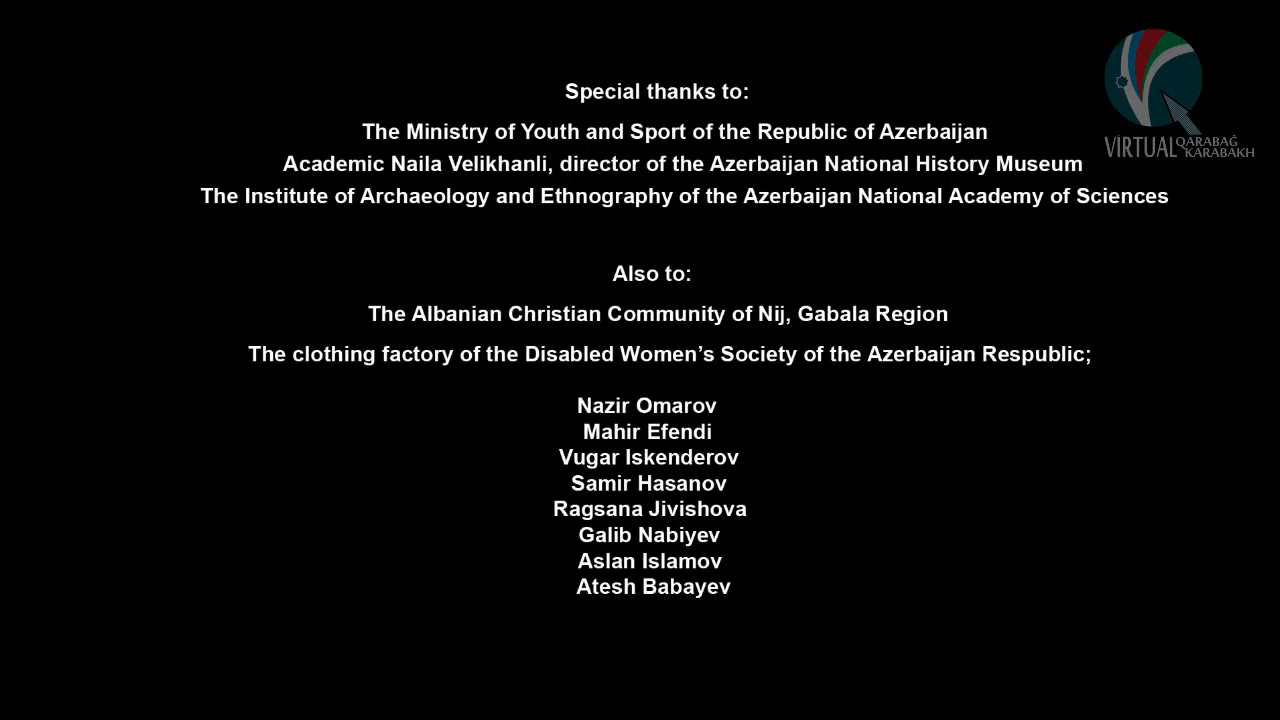 Special thanks to:
The Ministry of Youth and Sport of the Republic of Azerbaijan
Academic Naila Velikhanli, director of the Azerbaijan National History Museum
The Institute of Archaeology and Ethnography of the Azerbaijan National Academy of Sciences
VİRTUAL QARABAĞ
KARABAKH
Also to:
The Albanian Christian Community of Nij, Gabala Region
The clothing factory of the Disabled Women’s Society of the Azerbaijan Respublic;
Nazir Omarov
Mahir Efendi
Vugar Iskenderov
Samir Hasanov
Ragsana Jivishova
Galib Nabiyev
Aslan Islamov
Atesh Babayev